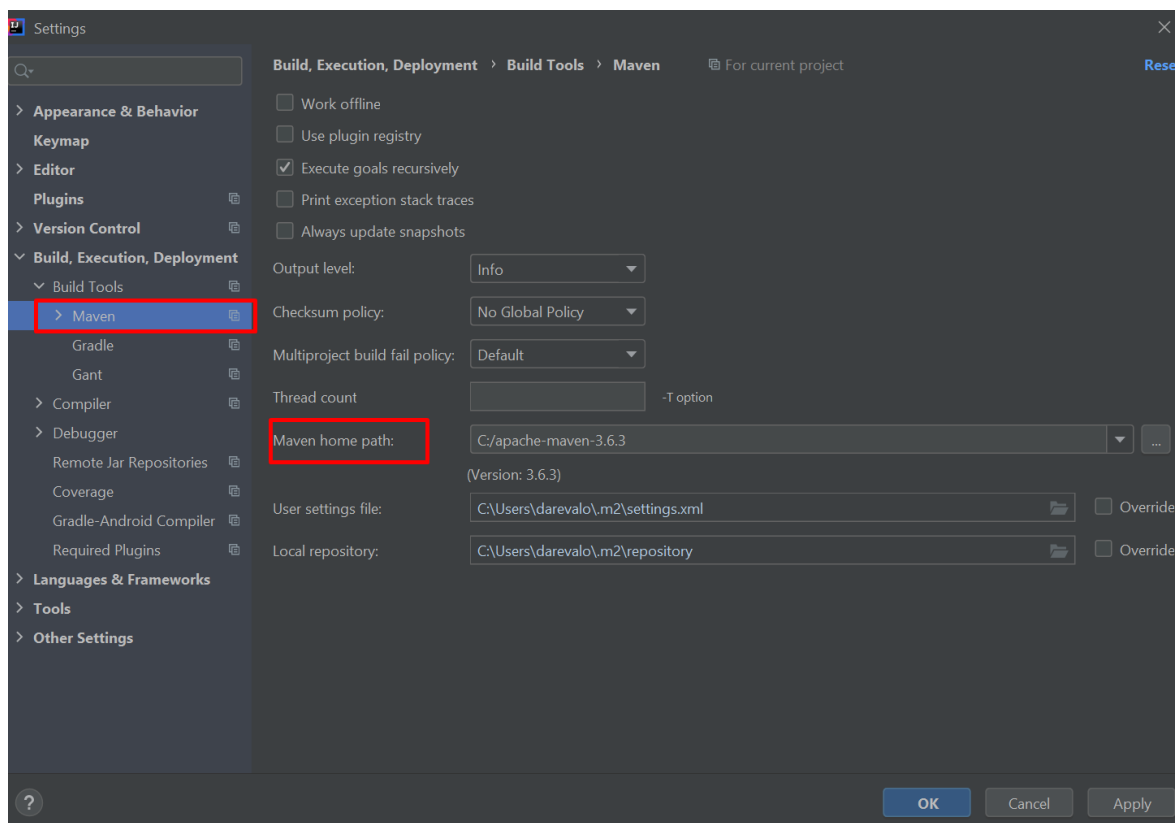 Settings
Build, Execution, Deployment › Build Tools › Maven For current project Rese
Appearance & Behavior
Keymap
Editor
Plugins
Version Control
Build, Execution, Deployment
Build Tools
Maven
Gradle
Gant
Compiler
Debugger
Remote Jar Repositories
Coverage
Gradle-Android Compiler
Required Plugins
Languages & Frameworks
Tools
Other Settings
Work offline
Use plugin registry
Execute goals recursively
Print exception stack traces
Always update snapshots
Output level: Info
Checksum policy: No Global Policy
Multiproject build fail policy: Default
Thread count -T option
Maven home path: C:/apache-maven-3.6.3 ...
(Version: 3.6.3)
User settings file: C:\Users\darevalo\.m2\settings.xml Override
Local repository: C:\Users\darevalo\.m2\repository Override
? OK Cancel Apply